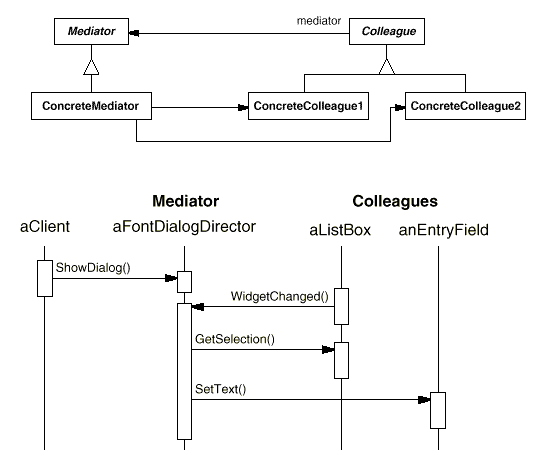 mediator
Mediator
Colleague
ConcreteMediator
ConcreteColleague1
ConcreteColleague2
Mediator
Colleagues
aClient
aFontDialogDirector
aListBox
anEntryField
ShowDialog()
WidgetChanged()
GetSelection()
SetText()